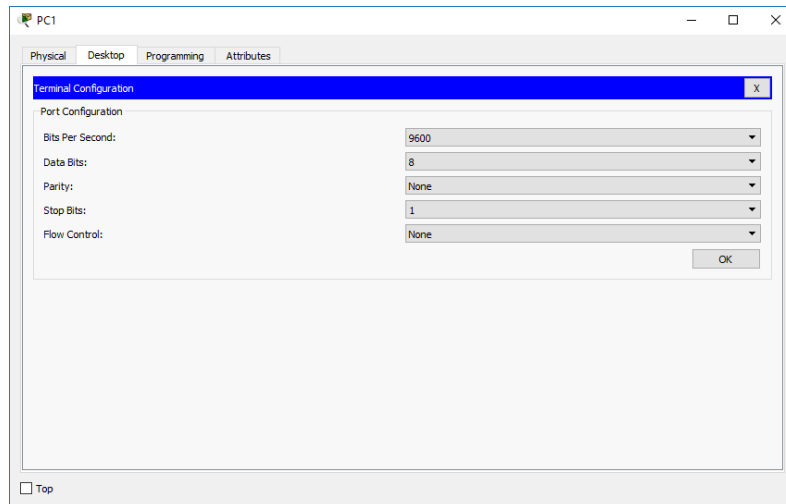 PC1
Physical Desktop Programming Attributes
Terminal Configuration X
Port Configuration
Bits Per Second: 9600
Data Bits: 8
Parity: None
Stop Bits: 1
Flow Control: None
OK
Top